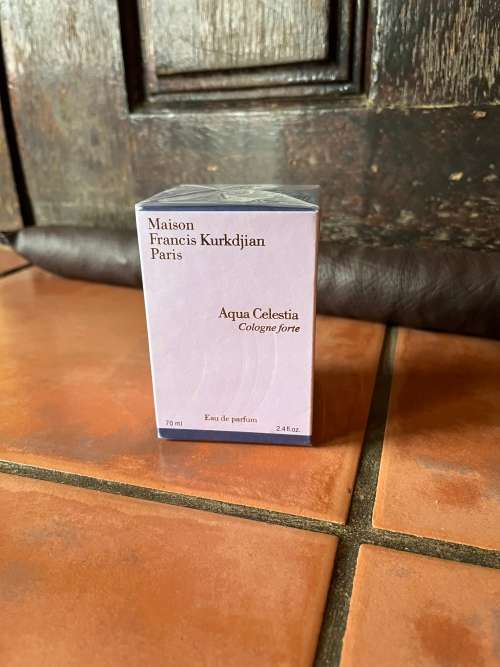 Maison
Francis Kurkdjian
Paris
Aqua Celestia
Cologne forte
Eau de parfum
70 ml
2.4 fl.oz.